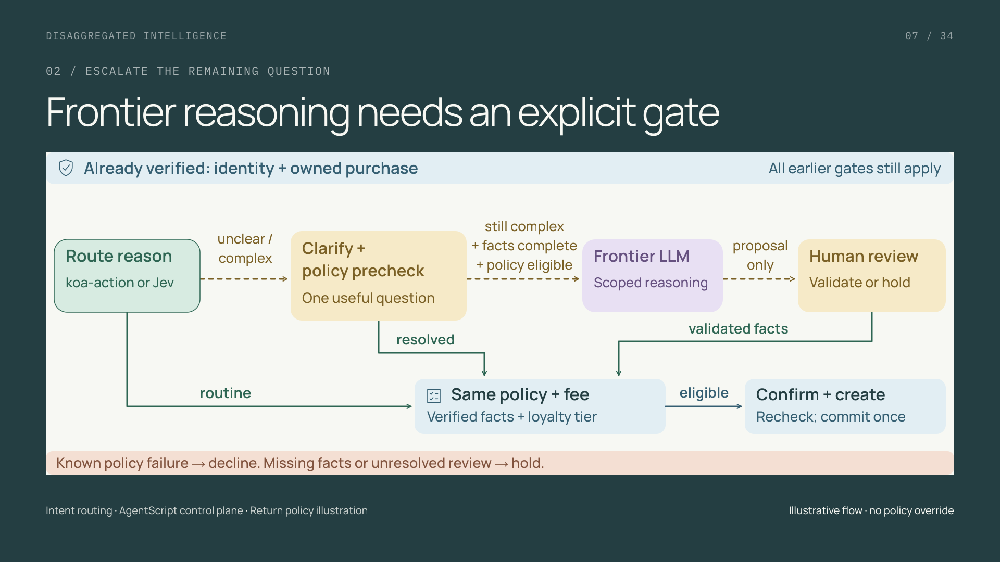 DISAGGREGATED INTELLIGENCE
07 / 34
02 / ESCALATE THE REMAINING QUESTION
Frontier reasoning needs an explicit gate
Already verified: identity + owned purchase
All earlier gates still apply
Route reason
koa-action or Jev
unclear /
complex
Clarify +
policy precheck
One useful question
still complex
+ facts complete
+ policy eligible
Frontier LLM
Scoped reasoning
proposal
only
Human review
Validate or hold
resolved
validated facts
routine
Same policy + fee
Verified facts + loyalty tier
eligible
Confirm + create
Recheck; commit once
Known policy failure → decline. Missing facts or unresolved review → hold.
Intent routing · AgentScript control plane · Return policy illustration
Illustrative flow · no policy override